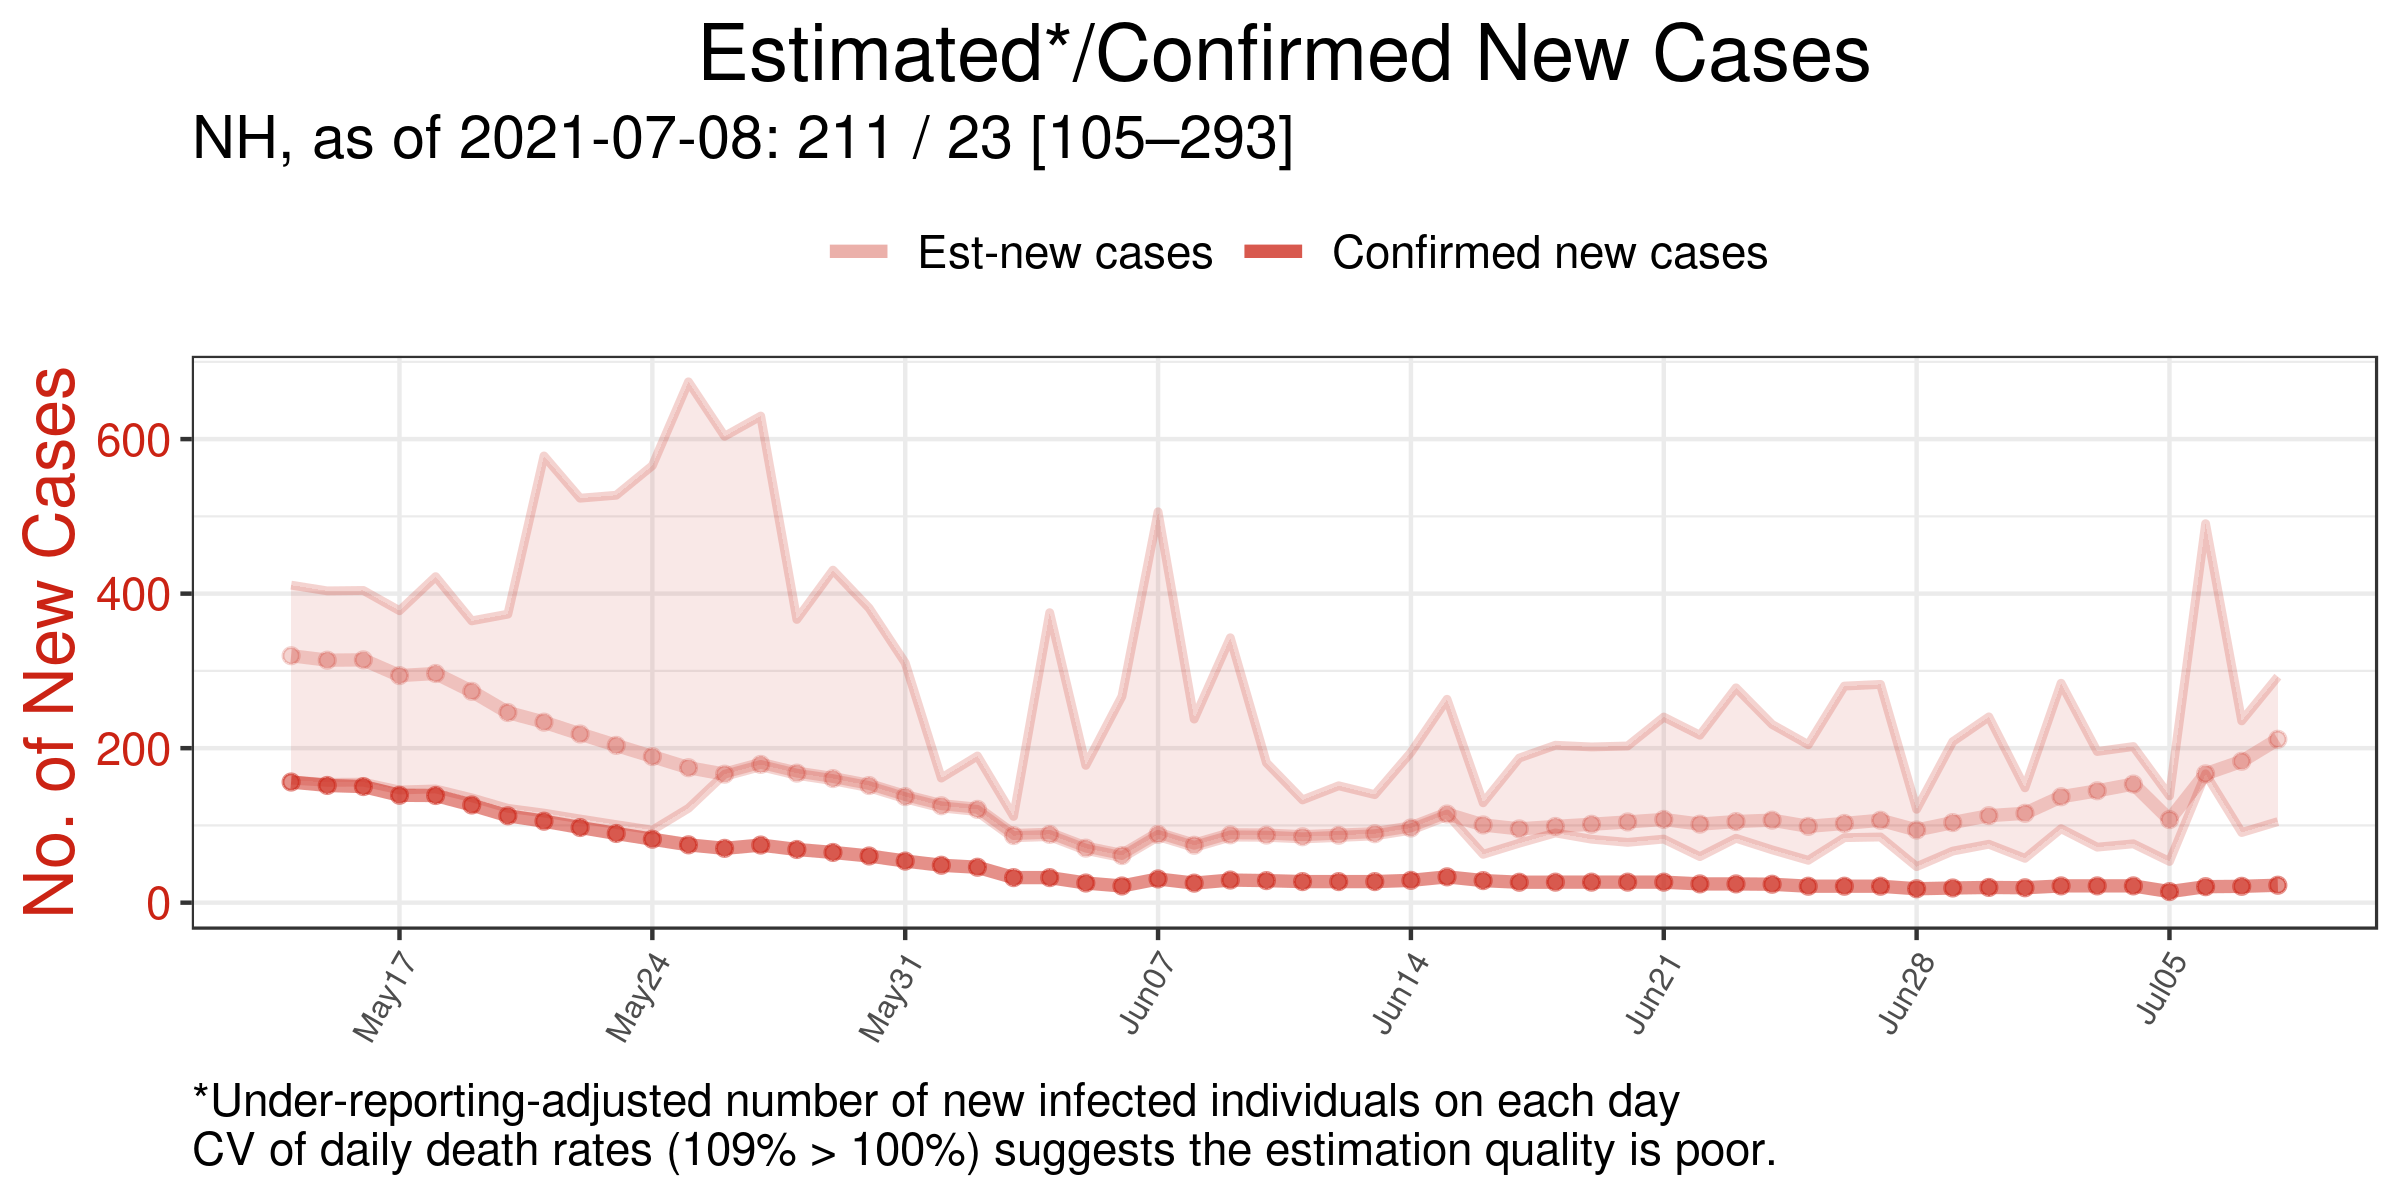 Estimated*/Confirmed New Cases
NH, as of 2021-07-08: 211 / 23 [105–293]
Est-new cases
Confirmed new cases
No. of New Cases
600
400
200
0
May17
May24
May31
Jun07
Jun14
Jun21
Jun28
Jul05
*Under-reporting-adjusted number of new infected individuals on each day
CV of daily death rates (109% > 100%) suggests the estimation quality is poor.